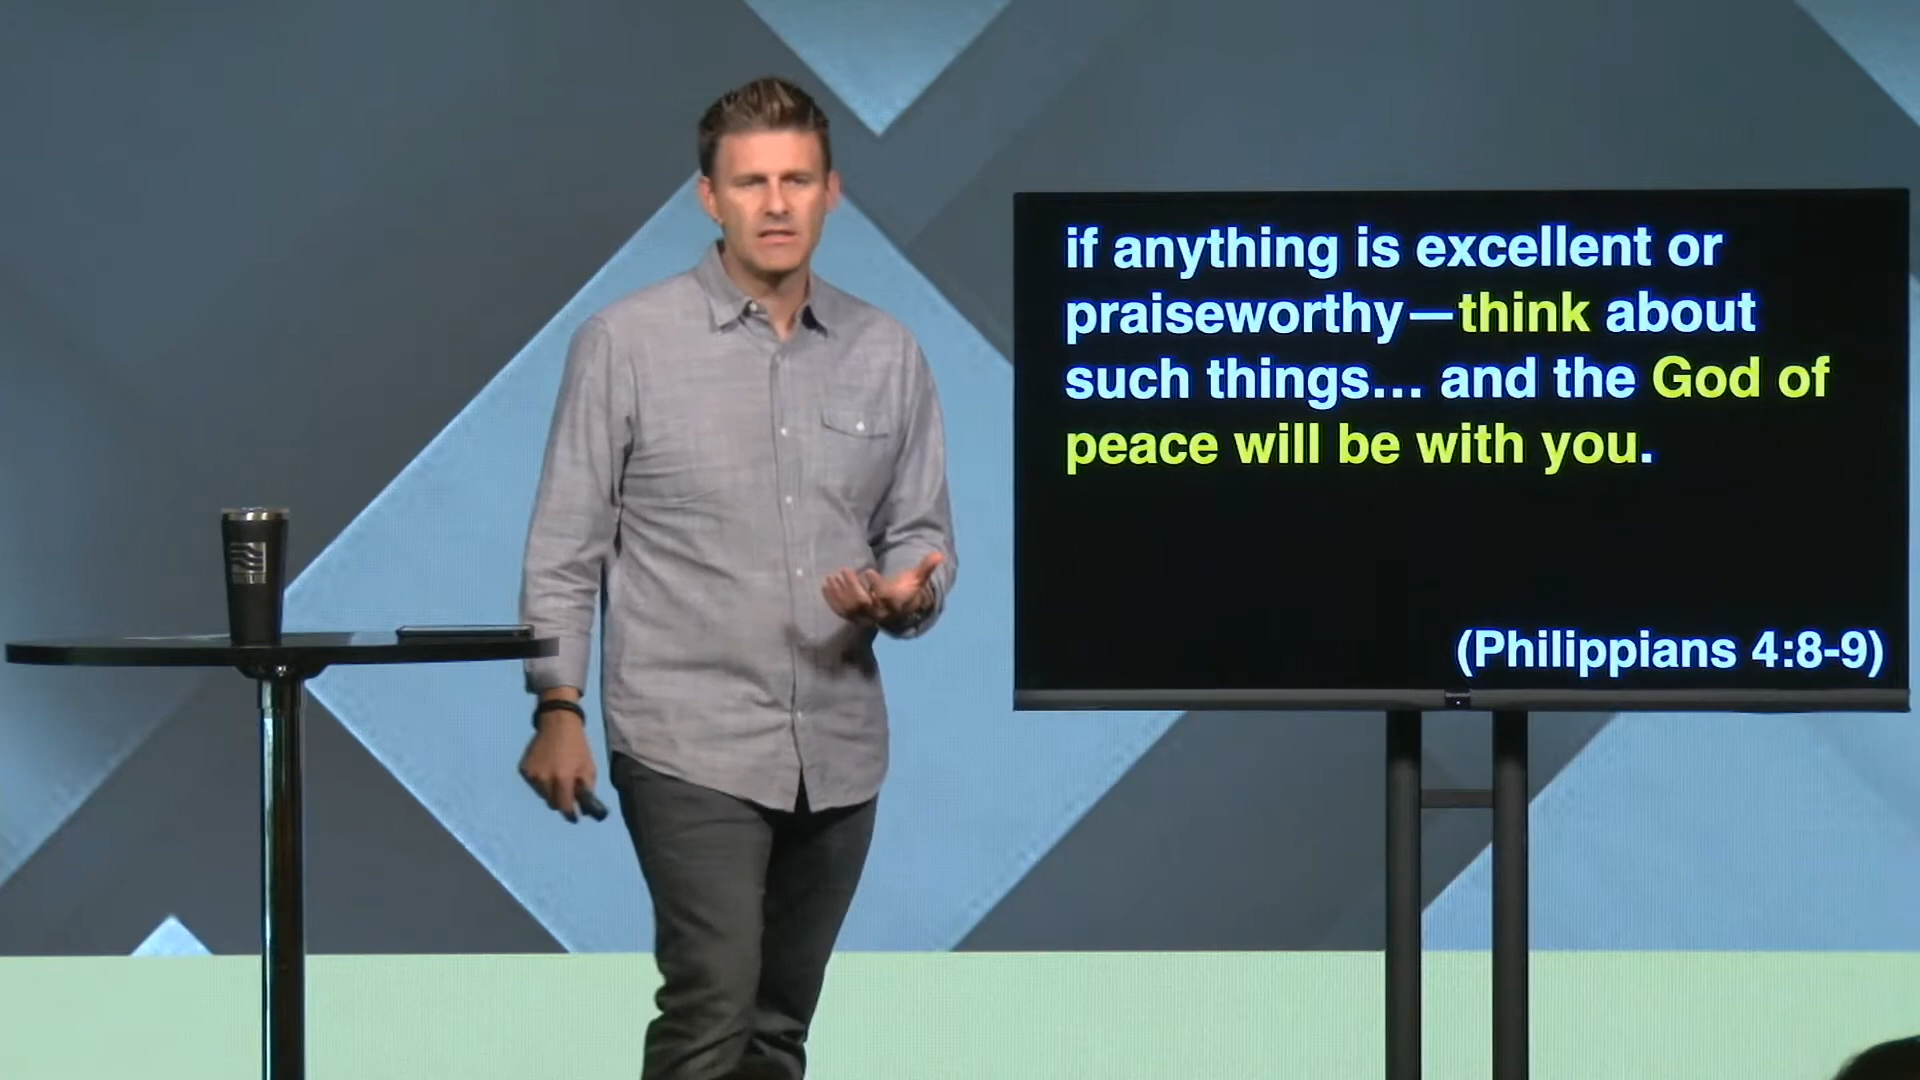 if anything is excellent or
praiseworthy—think about
such things... and the God of
peace will be with you.
(Philippians 4:8-9)